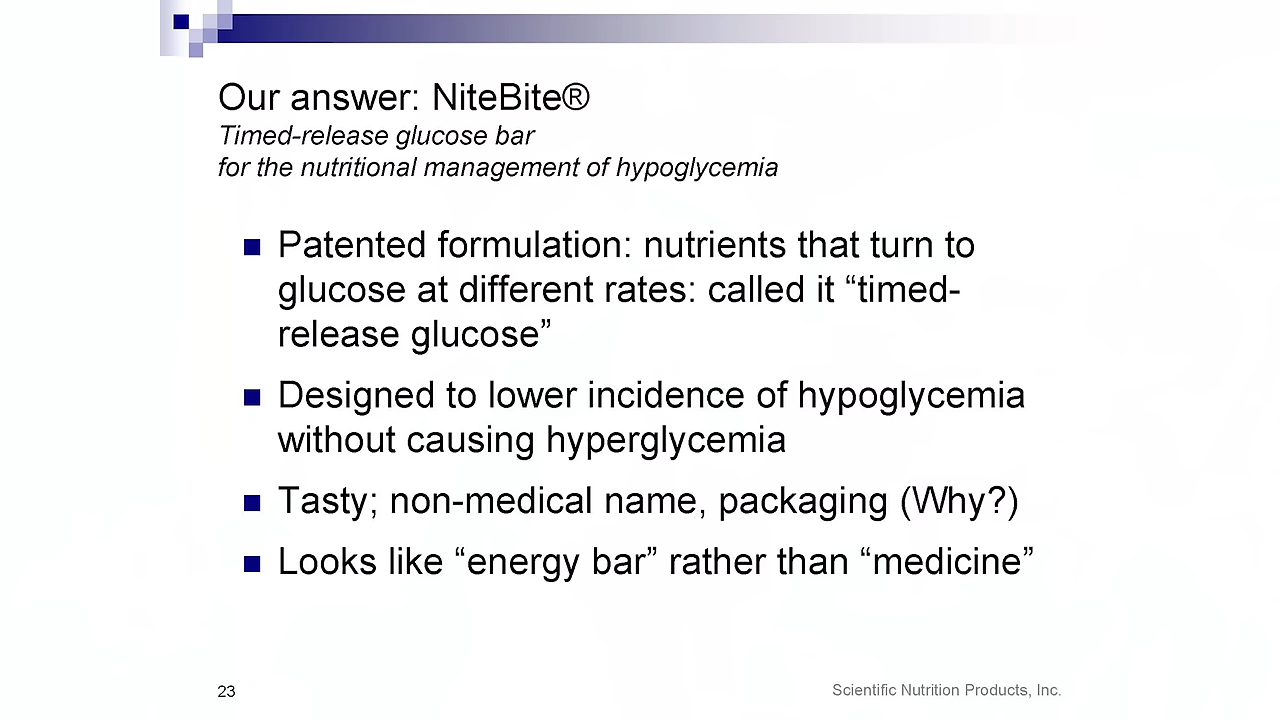 Our answer: NiteBite®
Timed-release glucose bar
for the nutritional management of hypoglycemia
Patented formulation: nutrients that turn to
glucose at different rates: called it “timed-
release glucose”
Designed to lower incidence of hypoglycemia
without causing hyperglycemia
Tasty; non-medical name, packaging (Why?)
Looks like “energy bar” rather than “medicine”
23
Scientific Nutrition Products, Inc.